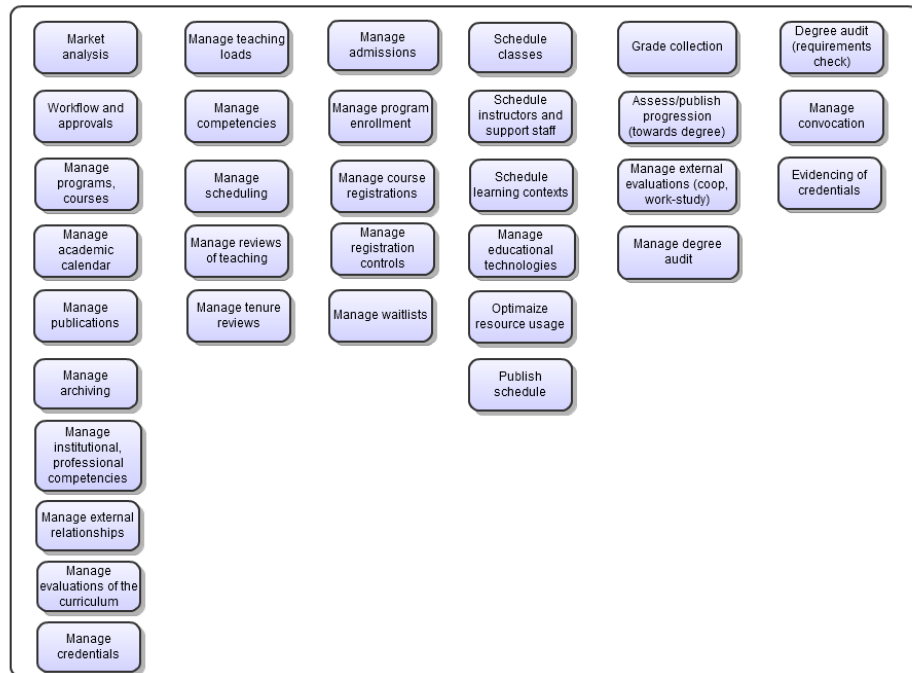 Market
analysis
Workflow and
approvals
Manage
programs,
courses
Manage
academic
calendar
Manage
publications
Manage
archiving
Manage
institutional,
professional
competencies
Manage external
relationships
Manage
evaluations of the
curriculum
Manage
credentials
Manage teaching
loads
Manage
competencies
Manage
scheduling
Manage reviews
of teaching
Manage tenure
reviews
Manage
admissions
Manage program
enrollment
Manage course
registrations
Manage
registration
controls
Manage waitlists
Schedule
classes
Schedule
instructors and
support staff
Schedule
learning contexts
Manage
educational
technologies
Optimaize
resource usage
Publish
schedule
Grade collection
Assess/publish
progression
(towards degree)
Manage external
evaluations (coop,
work-study)
Manage degree
audit
Degree audit
(requirements
check)
Manage
convocation
Evidencing of
credentials